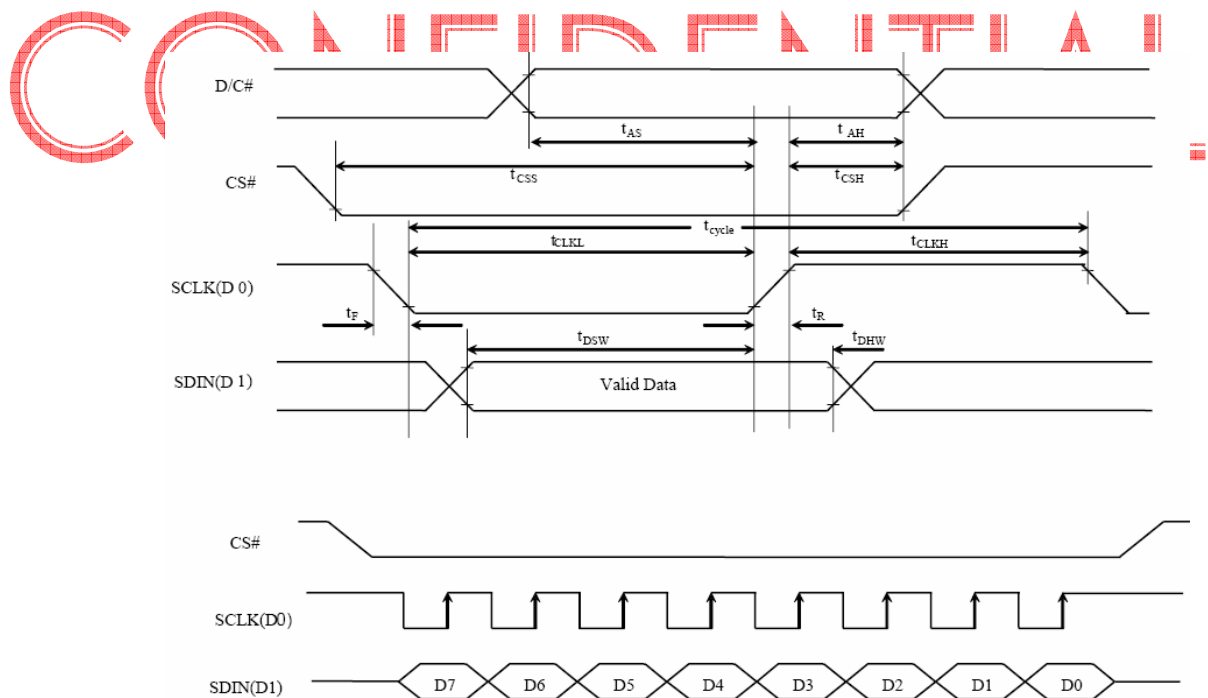 CONFIDENTIAL
D/C#
tAS
t AH
CS#
tCSS
tCSH
tcycle
tCLKL
tCLKH
SCLK(D 0)
tF
tR
tDSW
tDHW
SDIN(D 1)
Valid Data
CS#
SCLK(D0)
SDIN(D1)
D7
D6
D5
D4
D3
D2
D1
D0